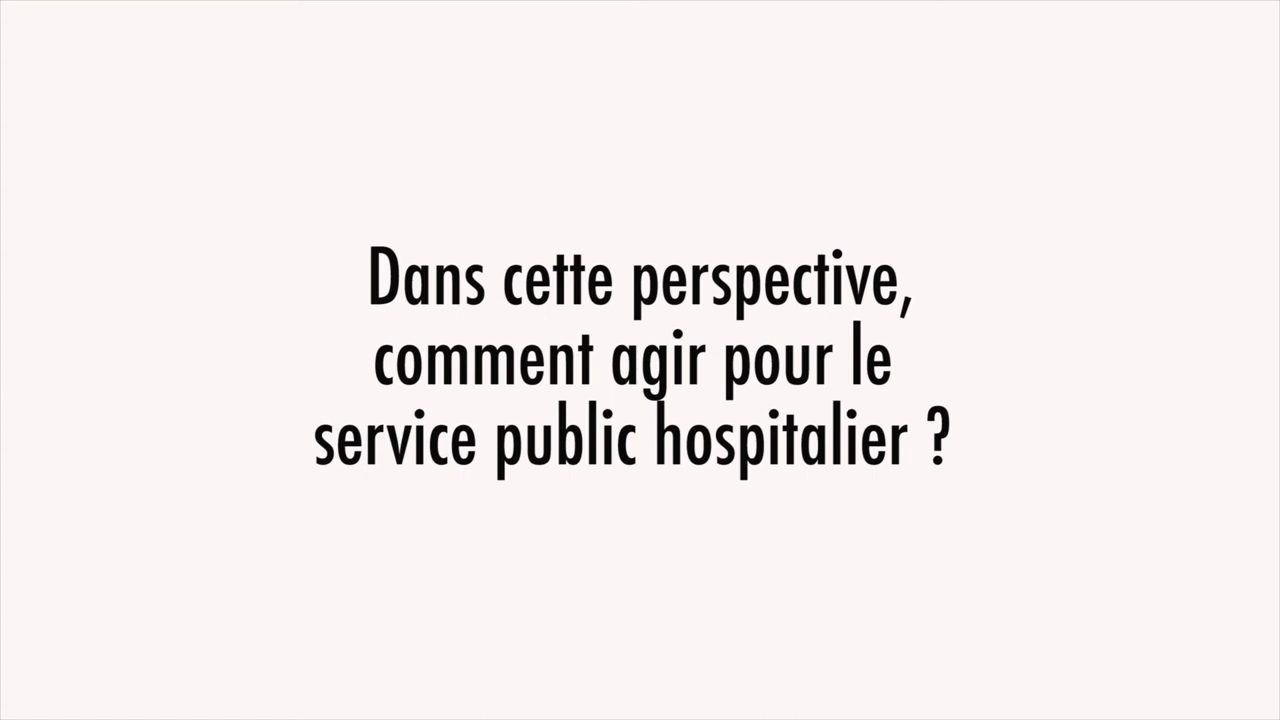 Dans cette perspective,
comment agir pour le
service public hospitalier ?